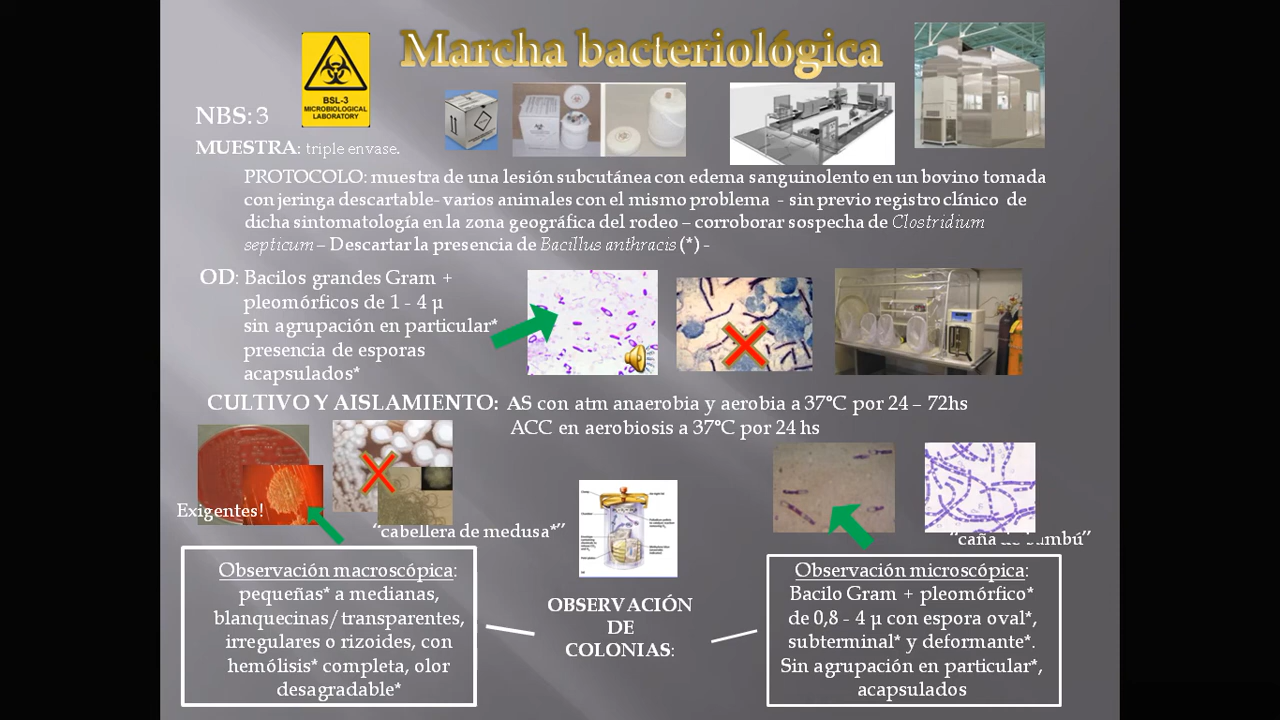 Marcha bacteriológica
BSL-3
MICROBIOLOGICAL
LABORATORY
NBS: 3
MUESTRA: triple envase.
PROTOCOLO: muestra de una lesión subcutánea con edema sanguinolento en un bovino tomada
con jeringa descartable- varios animales con el mismo problema - sin previo registro clínico de
dicha sintomatología en la zona geográfica del rodeo – corroborar sospecha de Clostridium
septicum – Descartar la presencia de Bacillus anthracis (*) -
OD: Bacilos grandes Gram +
pleomórficos de 1 - 4 µ
sin agrupación en particular*
presencia de esporas
acapsulados*
CULTIVO Y AISLAMIENTO: AS con atm anaerobia y aerobia a 37°C por 24 – 72hs
ACC en aerobiosis a 37°C por 24 hs
Exigentes!
“cabellera de medusa*”
“caña de bambú”
Observación macroscópica:
pequeñas* a medianas,
blanquecinas/transparentes,
irregulares o rizoides, con
hemólisis* completa, olor
desagradable*
OBSERVACIÓN
DE
COLONIAS:
Observación microscópica:
Bacilo Gram + pleomórfico*
de 0,8 - 4 µ con espora oval*,
subterminal* y deformante*.
Sin agrupación en particular*,
acapsulados